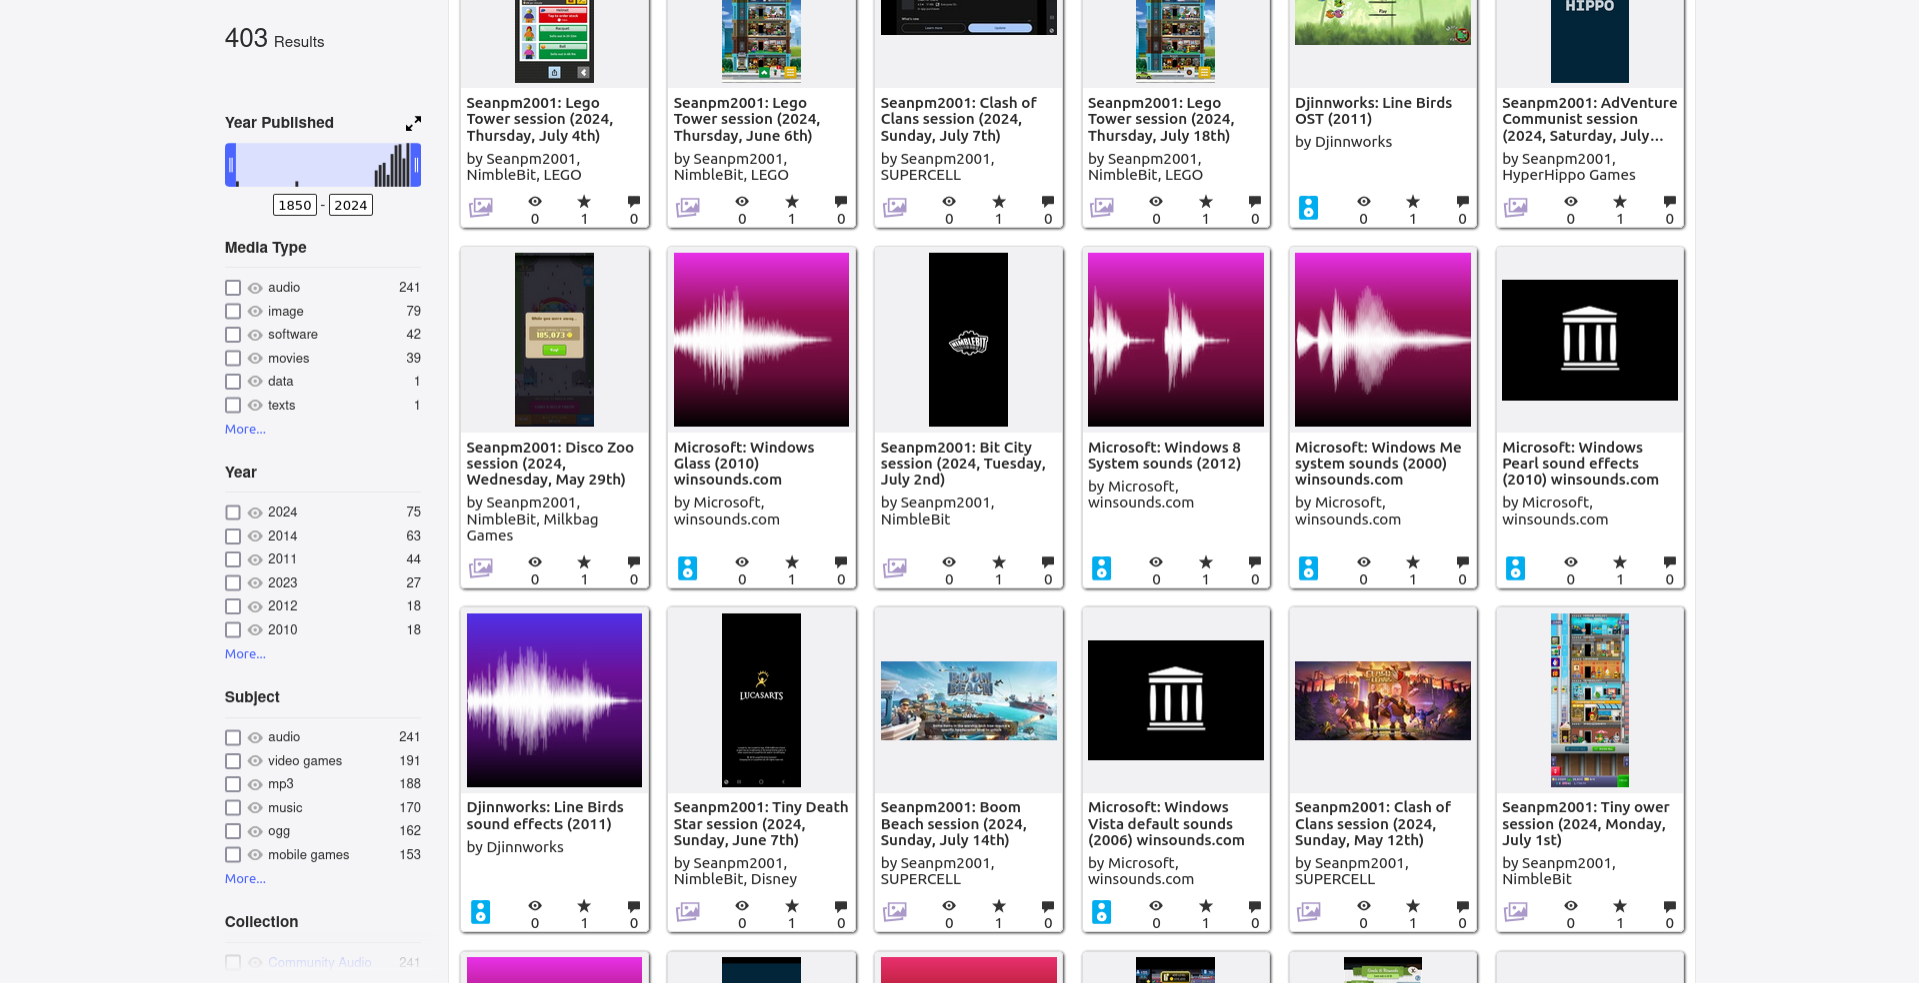 403 Results
Year Published
1850 - 2024
Media Type
audio 241
image 79
software 42
movies 39
data 1
texts 1
More...
Year
2024 75
2014 63
2011 44
2023 27
2012 18
2010 18
More...
Subject
audio 241
video games 191
mp3 188
music 170
ogg 162
mobile games 153
More...
Collection
Community Audio 241
Seanpm2001: Lego
Tower session (2024,
Thursday, July 4th)
by Seanpm2001,
NimbleBit, LEGO
0 1 0
Seanpm2001: Lego
Tower session (2024,
Thursday, June 6th)
by Seanpm2001,
NimbleBit, LEGO
0 1 0
Seanpm2001: Clash of
Clans session (2024,
Sunday, July 7th)
by Seanpm2001,
SUPERCELL
0 1 0
Seanpm2001: Lego
Tower session (2024,
Thursday, July 18th)
by Seanpm2001,
NimbleBit, LEGO
0 1 0
Play
Djinnworks: Line Birds
OST (2011)
by Djinnworks
0 1 0
HIPPO
Seanpm2001: AdVenture
Communist session
(2024, Saturday, July...
by Seanpm2001,
HyperHippo Games
0 1 0
While you were away...
185,073
Seanpm2001: Disco Zoo
session (2024,
Wednesday, May 29th)
by Seanpm2001,
NimbleBit, Milkbag
Games
0 1 0
Microsoft: Windows
Glass (2010)
winsounds.com
by Microsoft,
winsounds.com
0 1 0
NIMBLEBIT
Seanpm2001: Bit City
session (2024, Tuesday,
July 2nd)
by Seanpm2001,
NimbleBit
0 1 0
Microsoft: Windows 8
System sounds (2012)
by Microsoft,
winsounds.com
0 1 0
Microsoft: Windows Me
system sounds (2000)
winsounds.com
by Microsoft,
winsounds.com
0 1 0
Microsoft: Windows
Pearl sound effects
(2010) winsounds.com
by Microsoft,
winsounds.com
0 1 0
Djinnworks: Line Birds
sound effects (2011)
by Djinnworks
0 1 0
LUCASARTS
Seanpm2001: Tiny Death
Star session (2024,
Sunday, June 7th)
by Seanpm2001,
NimbleBit, Disney
0 1 0
BOOM
BEACH
Seanpm2001: Boom
Beach session (2024,
Sunday, July 14th)
by Seanpm2001,
SUPERCELL
0 1 0
Microsoft: Windows
Vista default sounds
(2006) winsounds.com
by Microsoft,
winsounds.com
0 1 0
Seanpm2001: Clash of
Clans session (2024,
Sunday, May 12th)
by Seanpm2001,
SUPERCELL
0 1 0
Seanpm2001: Tiny ower
session (2024, Monday,
July 1st)
by Seanpm2001,
NimbleBit
0 1 0